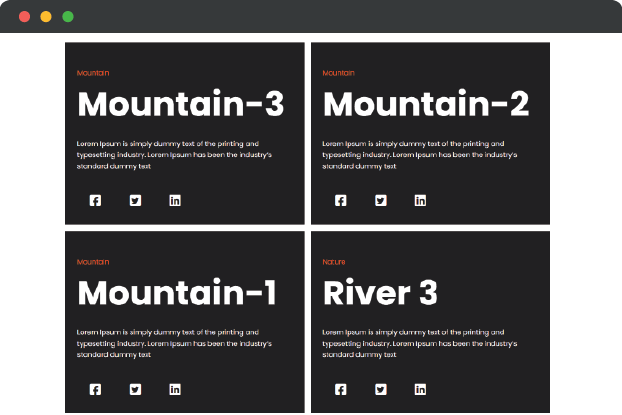 Mountain
Mountain-3
Lorem Ipsum is simply dummy text of the printing and
typesetting industry. Lorem Ipsum has been the industry's
standard dummy text
Mountain
Mountain-2
Lorem Ipsum is simply dummy text of the printing and
typesetting industry. Lorem Ipsum has been the industry's
standard dummy text
Mountain
Mountain-1
Lorem Ipsum is simply dummy text of the printing and
typesetting industry. Lorem Ipsum has been the industry's
standard dummy text
Nature
River 3
Lorem Ipsum is simply dummy text of the printing and
typesetting industry. Lorem Ipsum has been the industry's
standard dummy text